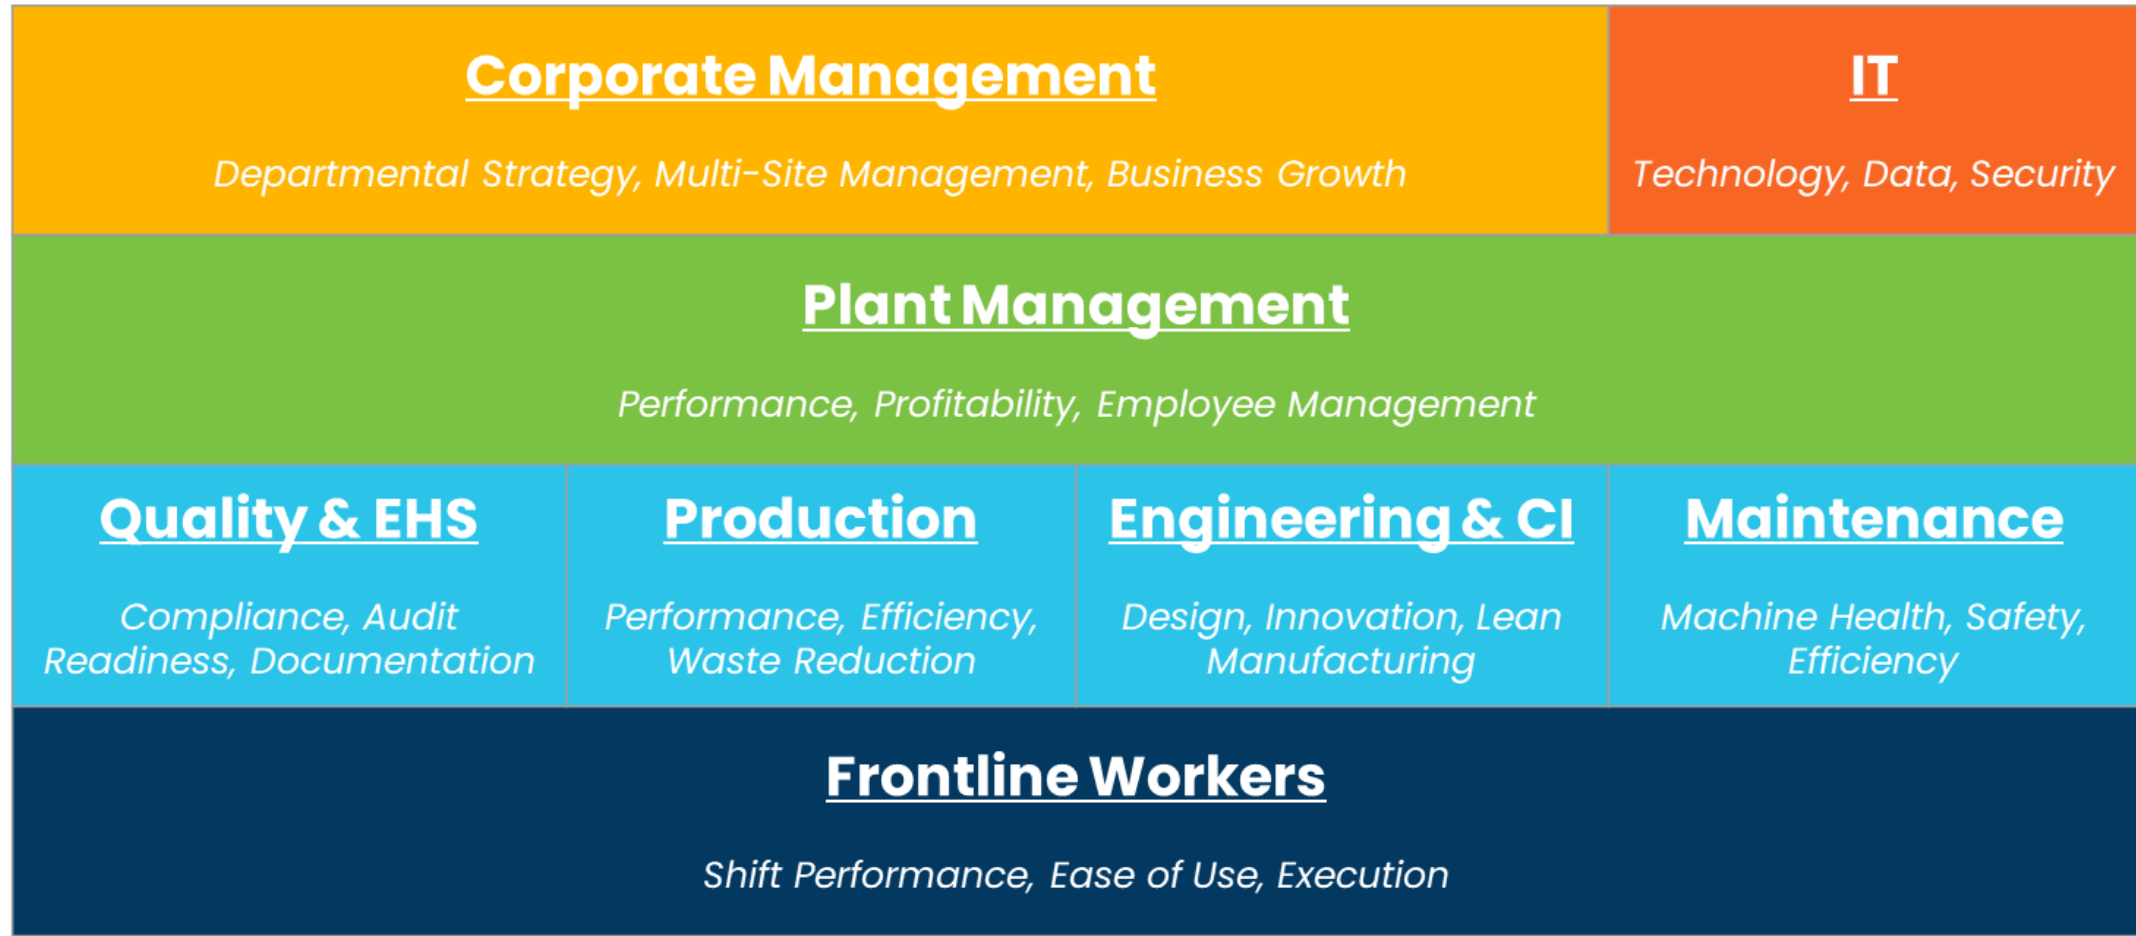 Corporate Management
Departmental Strategy, Multi-Site Management, Business Growth
IT
Technology, Data, Security
Plant Management
Performance, Profitability, Employee Management
Quality & EHS
Compliance, Audit
Readiness, Documentation
Production
Performance, Efficiency,
Waste Reduction
Engineering & CI
Design, Innovation, Lean
Manufacturing
Maintenance
Machine Health, Safety,
Efficiency
Frontline Workers
Shift Performance, Ease of Use, Execution